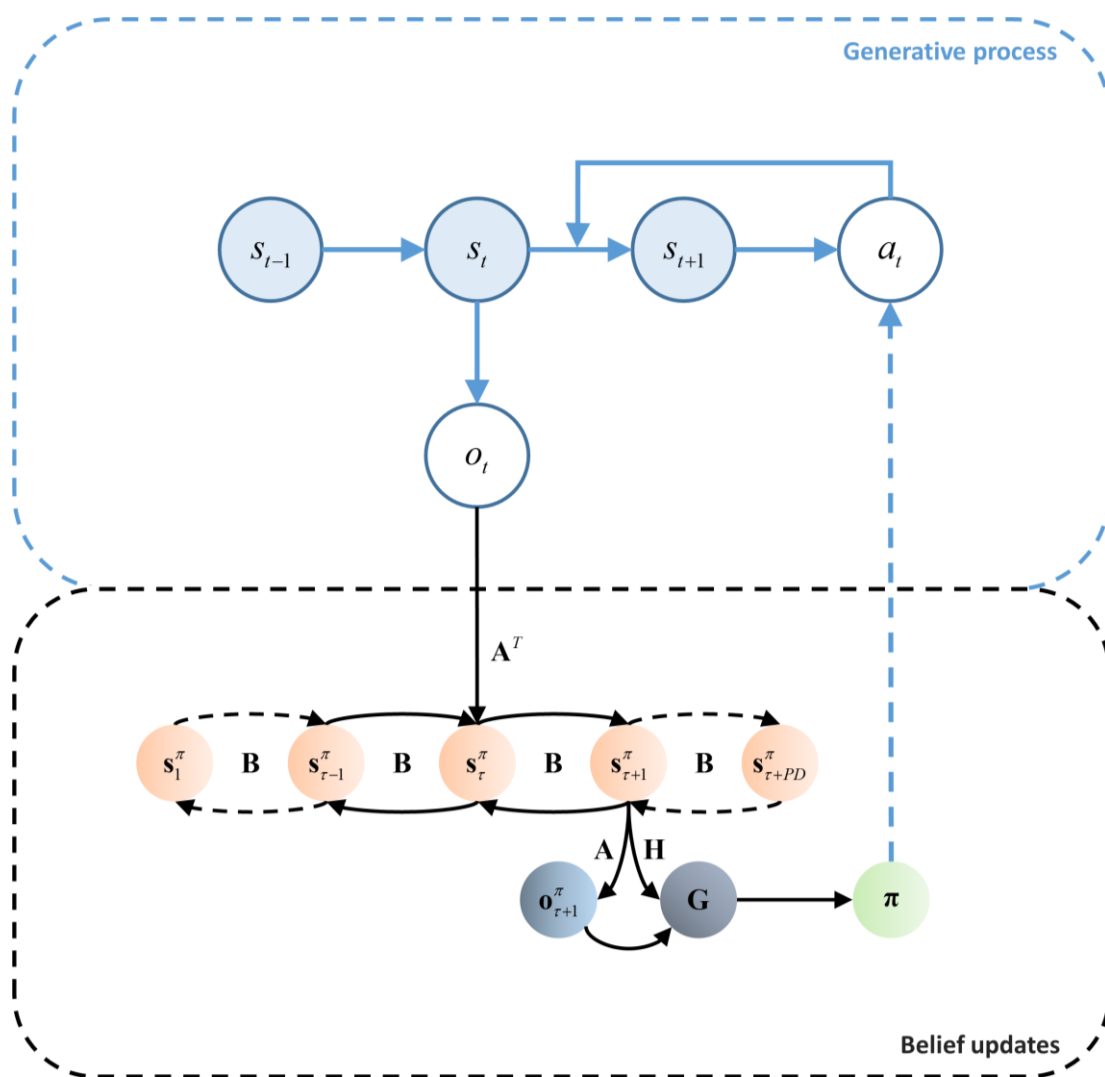 Generative process
s_{t−1} s_t s_{t+1} a_t
o_t
A^T
s_1^π B s_{τ−1}^π B s_τ^π B s_{τ+1}^π B s_{τ+PD}^π
A H
o_{τ+1}^π G π
Belief updates